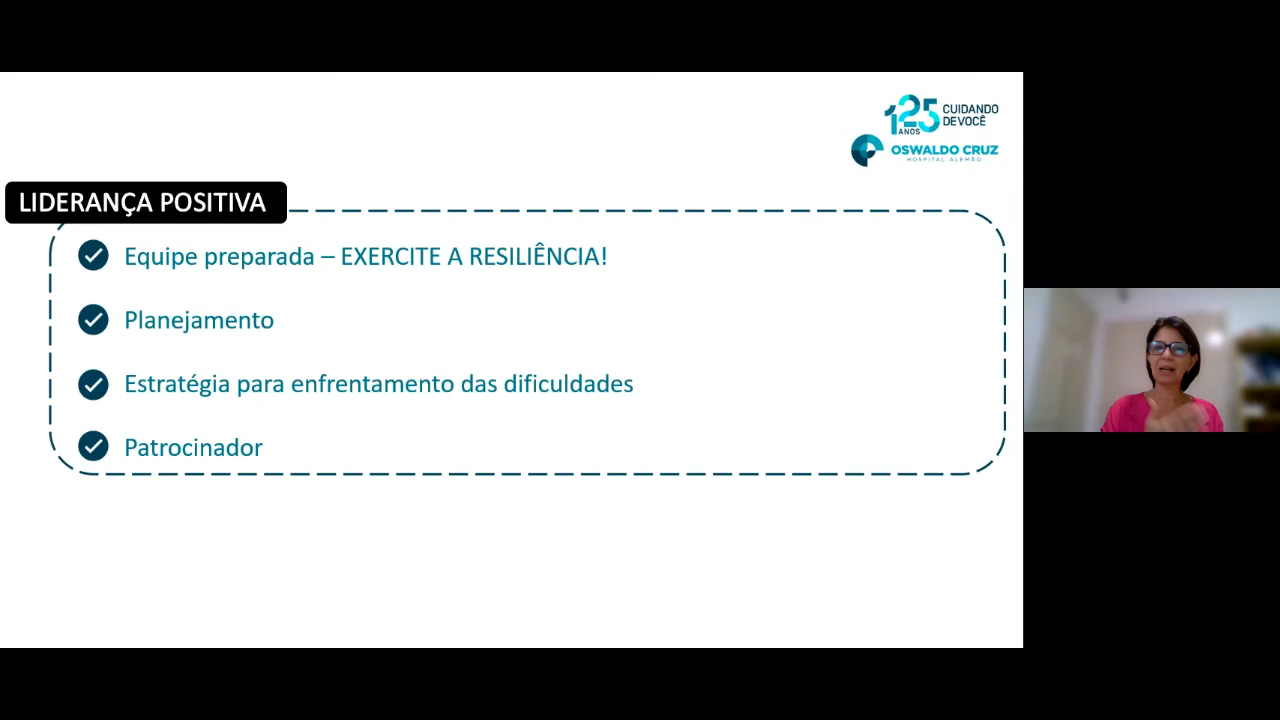 125 ANOS CUIDANDO
DE VOCÊ
OSWALDO CRUZ
HOSPITAL ALEMÃO
LIDERANÇA POSITIVA
Equipe preparada – EXERCITE A RESILIÊNCIA!
Planejamento
Estratégia para enfrentamento das dificuldades
Patrocinador